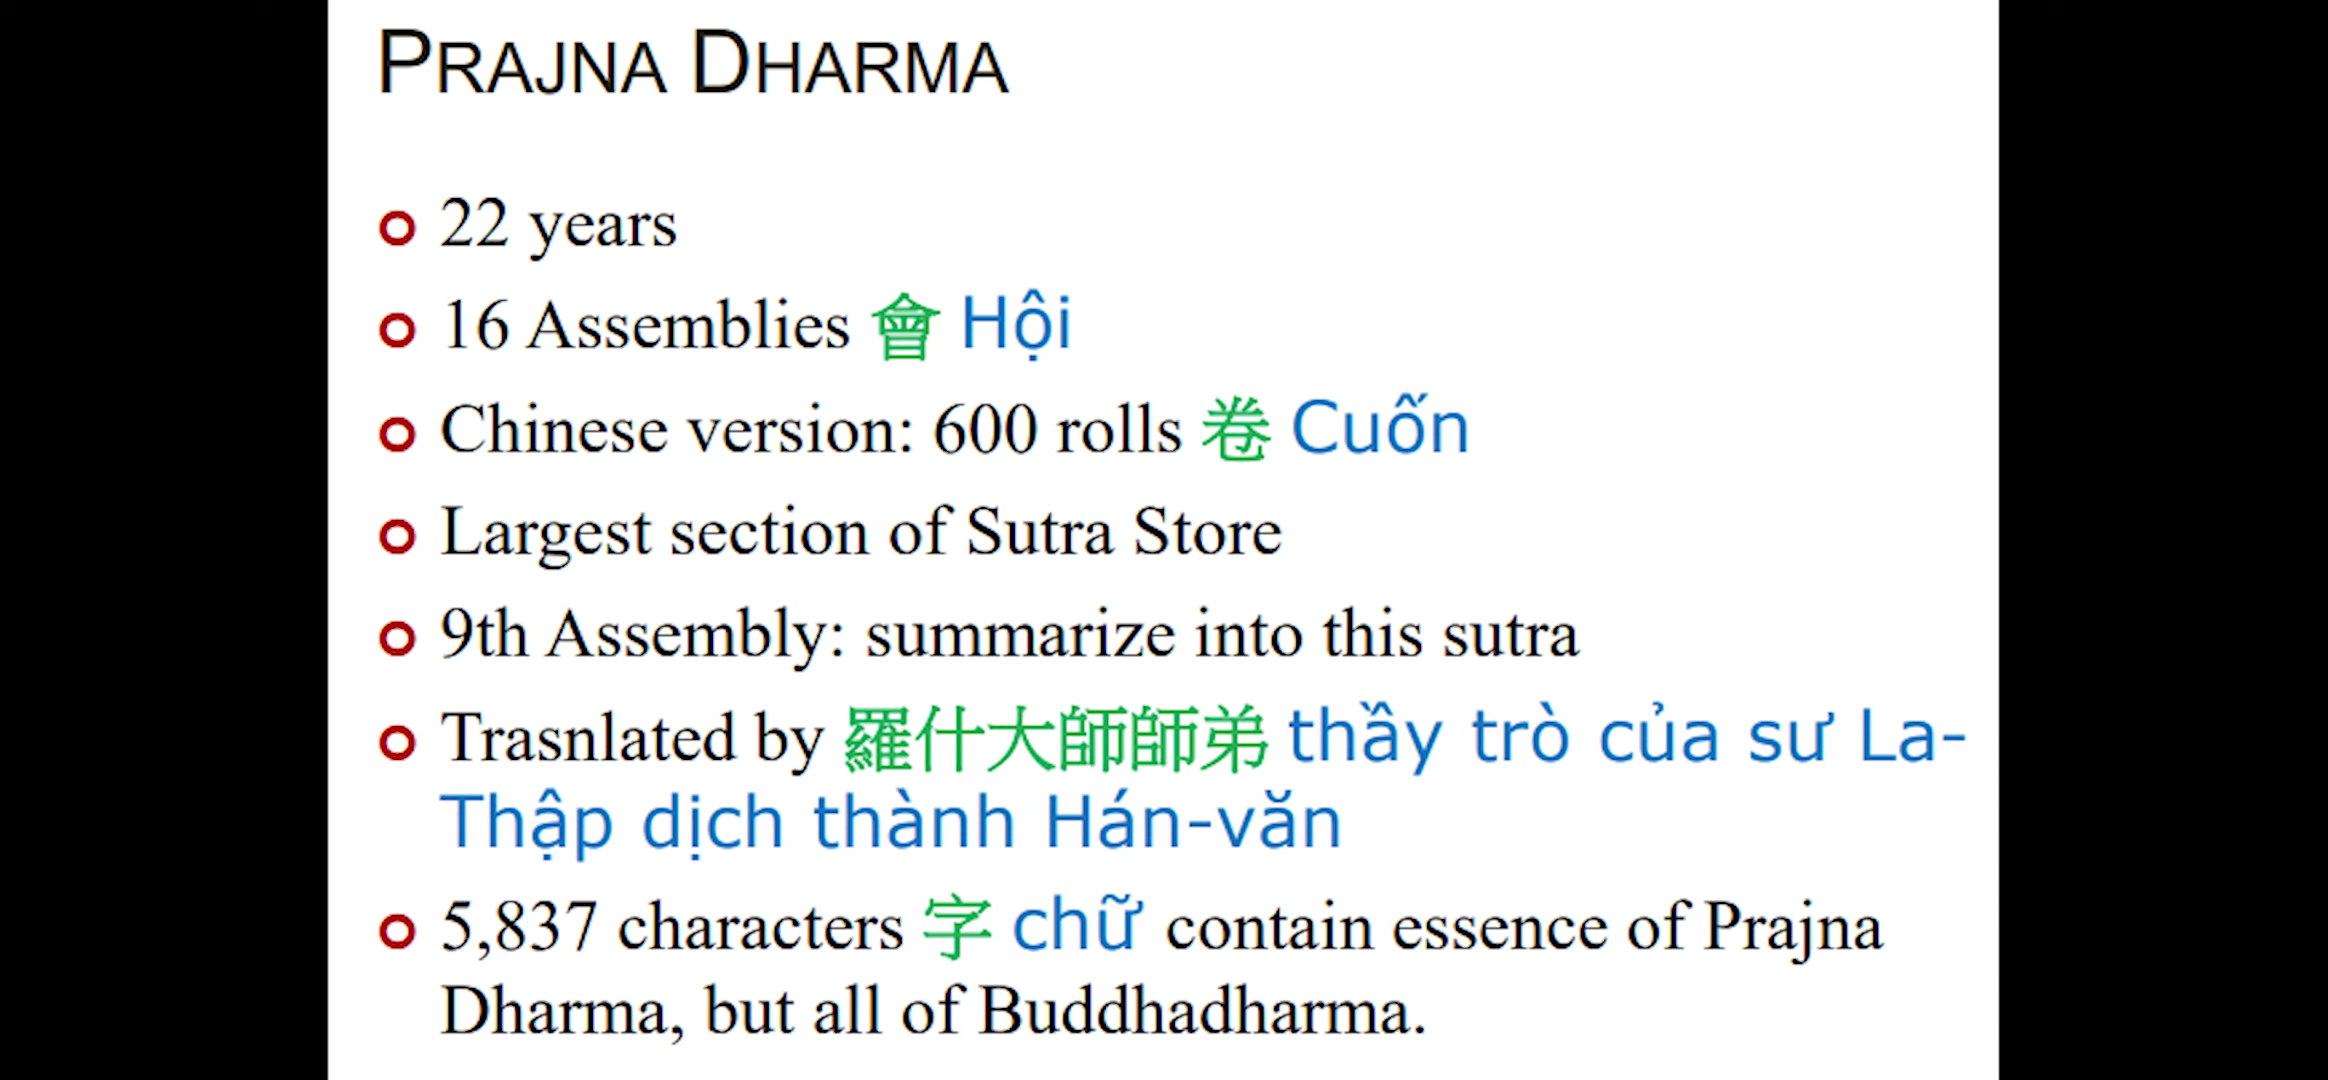 PRAJNA DHARMA
22 years
16 Assemblies 會 Hội
Chinese version: 600 rolls 卷 Cuốn
Largest section of Sutra Store
9th Assembly: summarize into this sutra
Trasnlated by 羅什大師師弟 thầy trò của sư La-
Thập dịch thành Hán-văn
5,837 characters 字 chữ contain essence of Prajna
Dharma, but all of Buddhadharma.